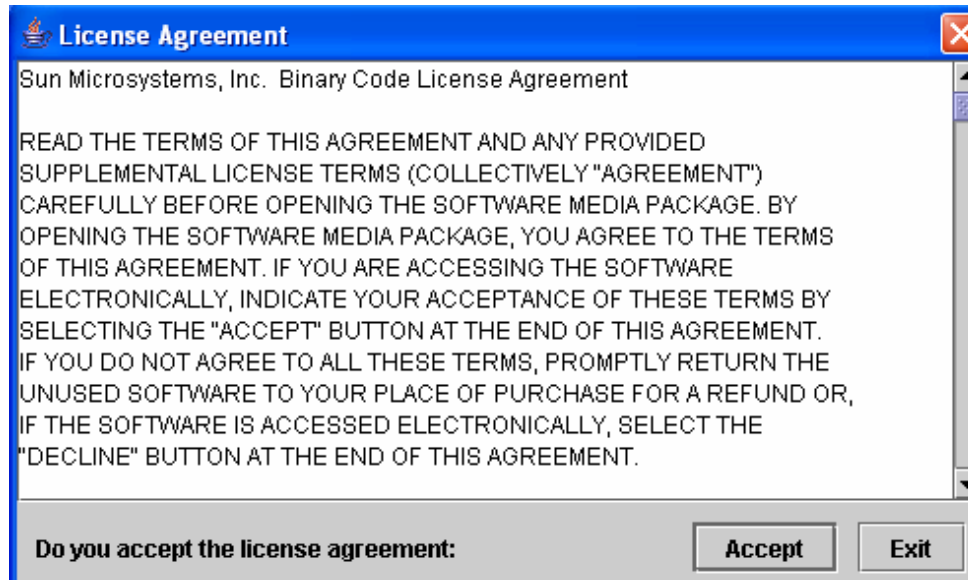 License Agreement
Sun Microsystems, Inc.  Binary Code License Agreement
READ THE TERMS OF THIS AGREEMENT AND ANY PROVIDED
SUPPLEMENTAL LICENSE TERMS (COLLECTIVELY "AGREEMENT")
CAREFULLY BEFORE OPENING THE SOFTWARE MEDIA PACKAGE. BY
OPENING THE SOFTWARE MEDIA PACKAGE, YOU AGREE TO THE TERMS
OF THIS AGREEMENT. IF YOU ARE ACCESSING THE SOFTWARE
ELECTRONICALLY, INDICATE YOUR ACCEPTANCE OF THESE TERMS BY
SELECTING THE "ACCEPT" BUTTON AT THE END OF THIS AGREEMENT.
IF YOU DO NOT AGREE TO ALL THESE TERMS, PROMPTLY RETURN THE
UNUSED SOFTWARE TO YOUR PLACE OF PURCHASE FOR A REFUND OR,
IF THE SOFTWARE IS ACCESSED ELECTRONICALLY, SELECT THE
"DECLINE" BUTTON AT THE END OF THIS AGREEMENT.
Do you accept the license agreement: Accept Exit